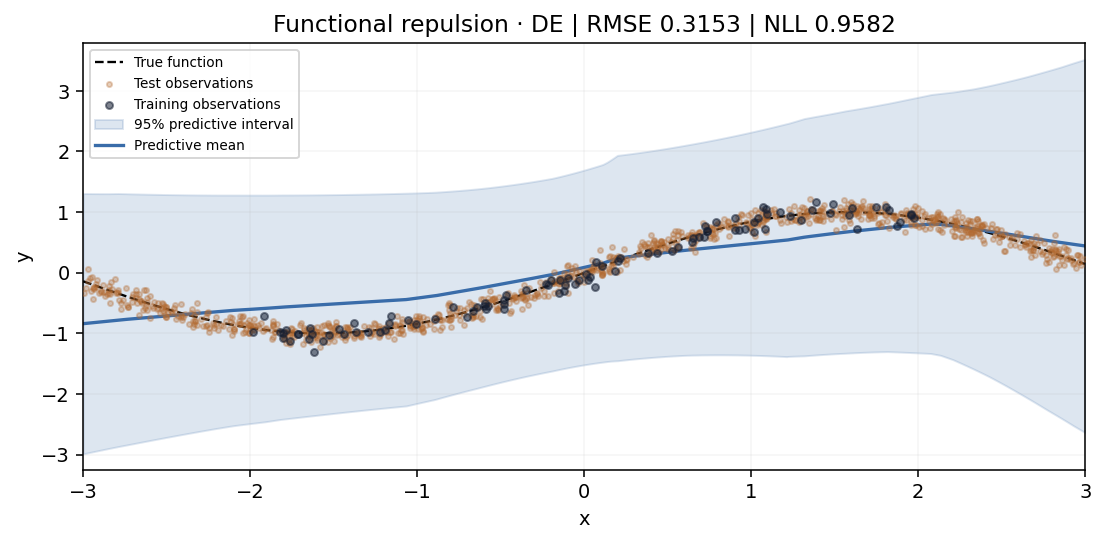 Functional repulsion · DE | RMSE 0.3153 | NLL 0.9582
True function
Test observations
Training observations
95% predictive interval
Predictive mean
y
3
2
1
0
−1
−2
−3
−3
−2
−1
0
1
2
3
x